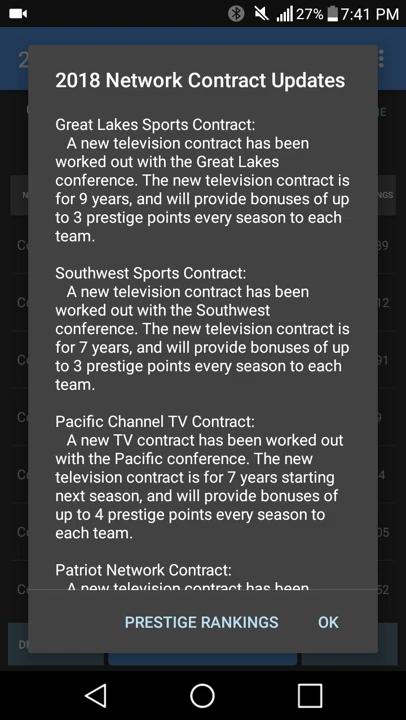 27% 7:41 PM
2
2018 Network Contract Updates
Great Lakes Sports Contract:
A new television contract has been
worked out with the Great Lakes
conference. The new television contract is
for 9 years, and will provide bonuses of up
to 3 prestige points every season to each
team.
Southwest Sports Contract:
A new television contract has been
worked out with the Southwest
conference. The new television contract is
for 7 years, and will provide bonuses of up
to 3 prestige points every season to each
team.
Pacific Channel TV Contract:
A new TV contract has been worked out
with the Pacific conference. The new
television contract is for 7 years starting
next season, and will provide bonuses of
up to 4 prestige points every season to
each team.
Patriot Network Contract:
A new television contract has been
PRESTIGE RANKINGS OK